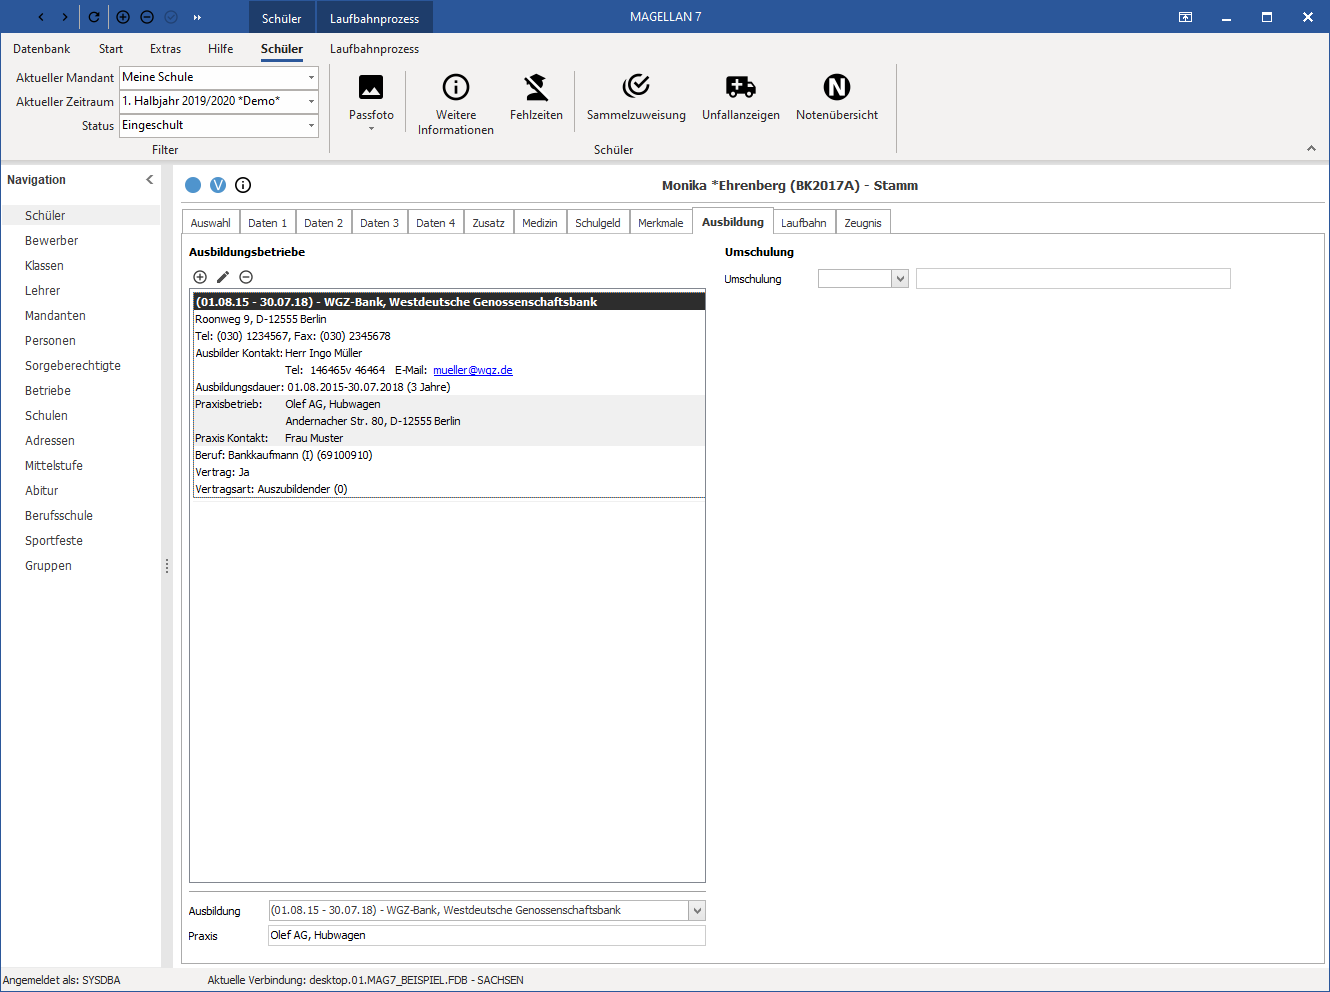 Schüler
Laufbahnprozess
MAGELLAN 7
Datenbank
Start
Extras
Hilfe
Schüler
Laufbahnprozess
Aktueller Mandant
Meine Schule
Aktueller Zeitraum
1. Halbjahr 2019/2020 *Demo*
Status
Eingeschult
Filter
Passfoto
Weitere
Informationen
Fehlzeiten
Sammelzuweisung
Unfallanzeigen
Notenübersicht
Schüler
Navigation
Schüler
Bewerber
Klassen
Lehrer
Mandanten
Personen
Sorgeberechtigte
Betriebe
Schulen
Adressen
Mittelstufe
Abitur
Berufsschule
Sportfeste
Gruppen
V
Monika *Ehrenberg (BK2017A) - Stamm
Auswahl
Daten 1
Daten 2
Daten 3
Daten 4
Zusatz
Medizin
Schulgeld
Merkmale
Ausbildung
Laufbahn
Zeugnis
Ausbildungsbetriebe
(01.08.15 - 30.07.18) - WGZ-Bank, Westdeutsche Genossenschaftsbank
Roonweg 9, D-12555 Berlin
Tel: (030) 1234567, Fax: (030) 2345678
Ausbilder Kontakt: Herr Ingo Müller
Tel: 146465v 46464 E-Mail: mueller@wgz.de
Ausbildungsdauer: 01.08.2015-30.07.2018 (3 Jahre)
Praxisbetrieb: Olef AG, Hubwagen
Andernacher Str. 80, D-12555 Berlin
Praxis Kontakt: Frau Muster
Beruf: Bankkaufmann (I) (69100910)
Vertrag: Ja
Vertragsart: Auszubildender (0)
Umschulung
Umschulung
Ausbildung
(01.08.15 - 30.07.18) - WGZ-Bank, Westdeutsche Genossenschaftsbank
Praxis
Olef AG, Hubwagen
Angemeldet als: SYSDBA
Aktuelle Verbindung: desktop.01.MAG7_BEISPIEL.FDB - SACHSEN